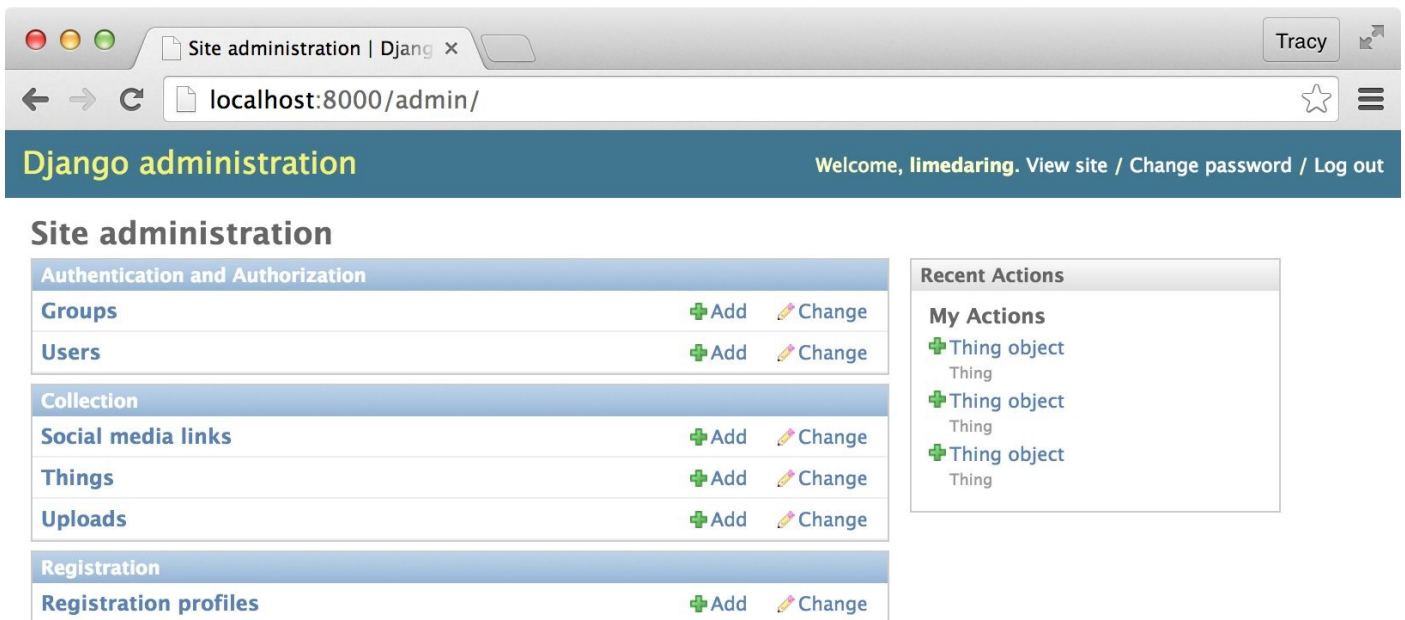 Site administration | Djang
Tracy
localhost:8000/admin/
Django administration
Welcome, limedaring. View site / Change password / Log out
Site administration
Authentication and Authorization
Groups Add Change
Users Add Change
Collection
Social media links Add Change
Things Add Change
Uploads Add Change
Registration
Registration profiles Add Change
Recent Actions
My Actions
Thing object
Thing
Thing object
Thing
Thing object
Thing